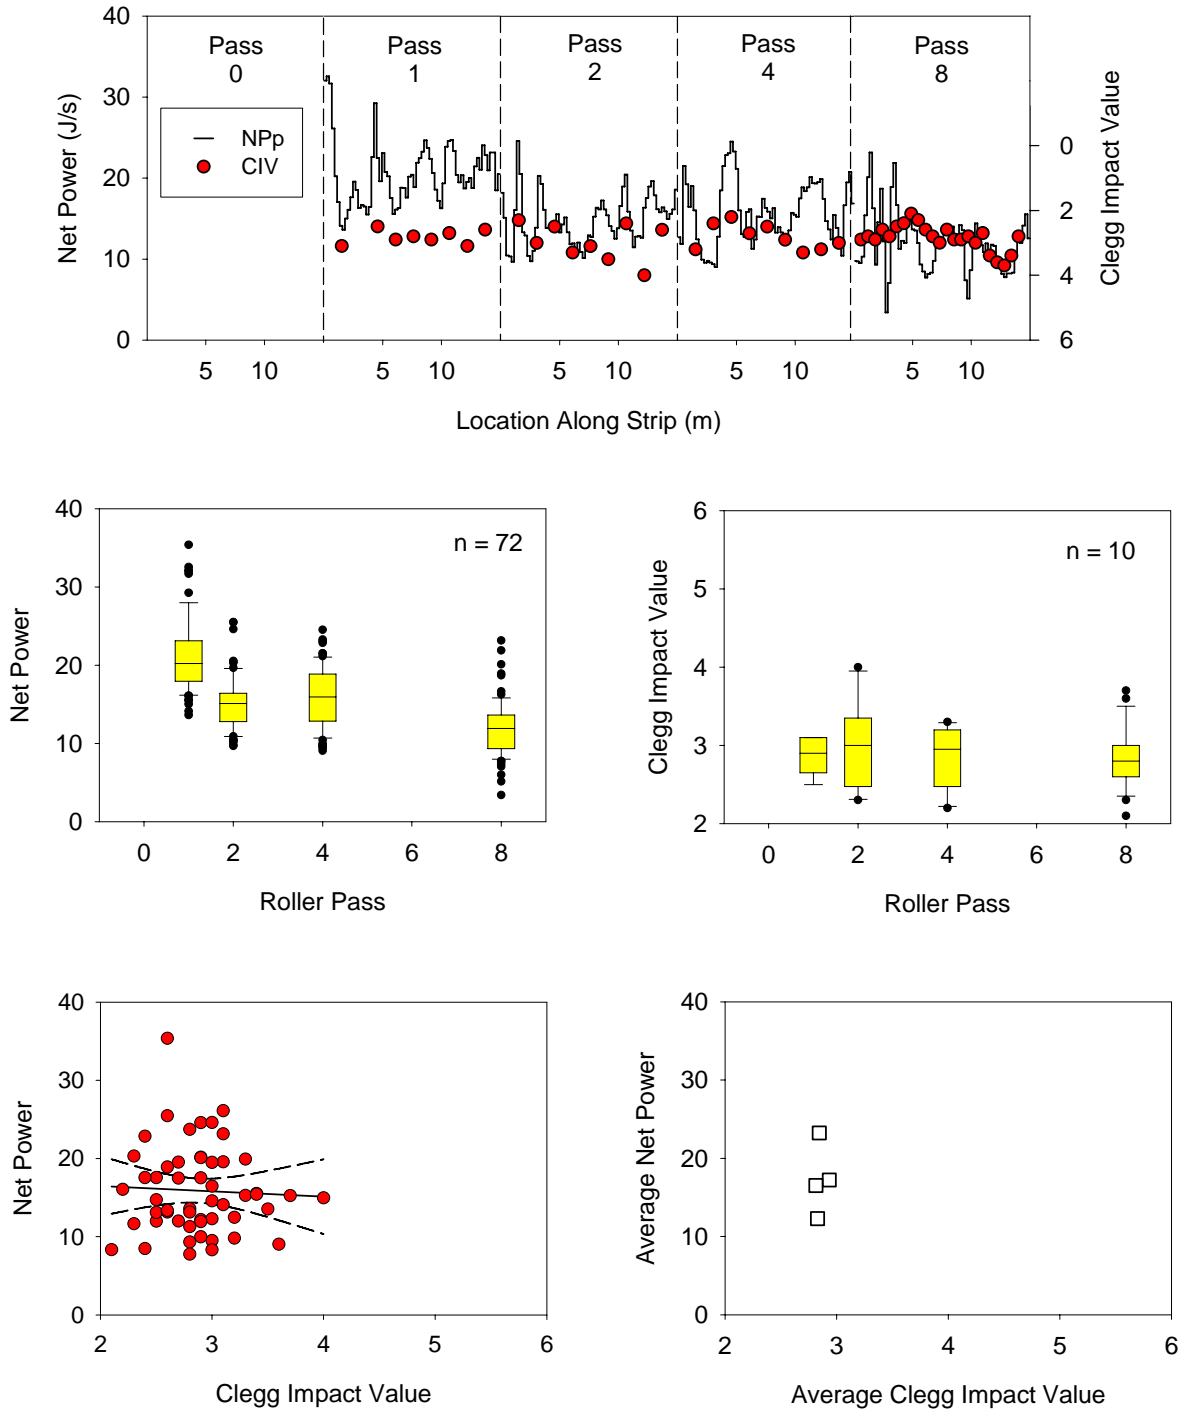 40
30
20
10
0
Net Power (J/s)
Pass
0
Pass
1
Pass
2
Pass
4
Pass
8
NPp
CIV
0
2
4
6
Clegg Impact Value
5 10 5 10 5 10 5 10 5 10
Location Along Strip (m)
40
30
20
10
0
Net Power
n = 72
0 2 4 6 8
Roller Pass
6
5
4
3
2
Clegg Impact Value
n = 10
0 2 4 6 8
Roller Pass
40
30
20
10
0
Net Power
2 3 4 5 6
Clegg Impact Value
40
30
20
10
0
Average Net Power
2 3 4 5 6
Average Clegg Impact Value